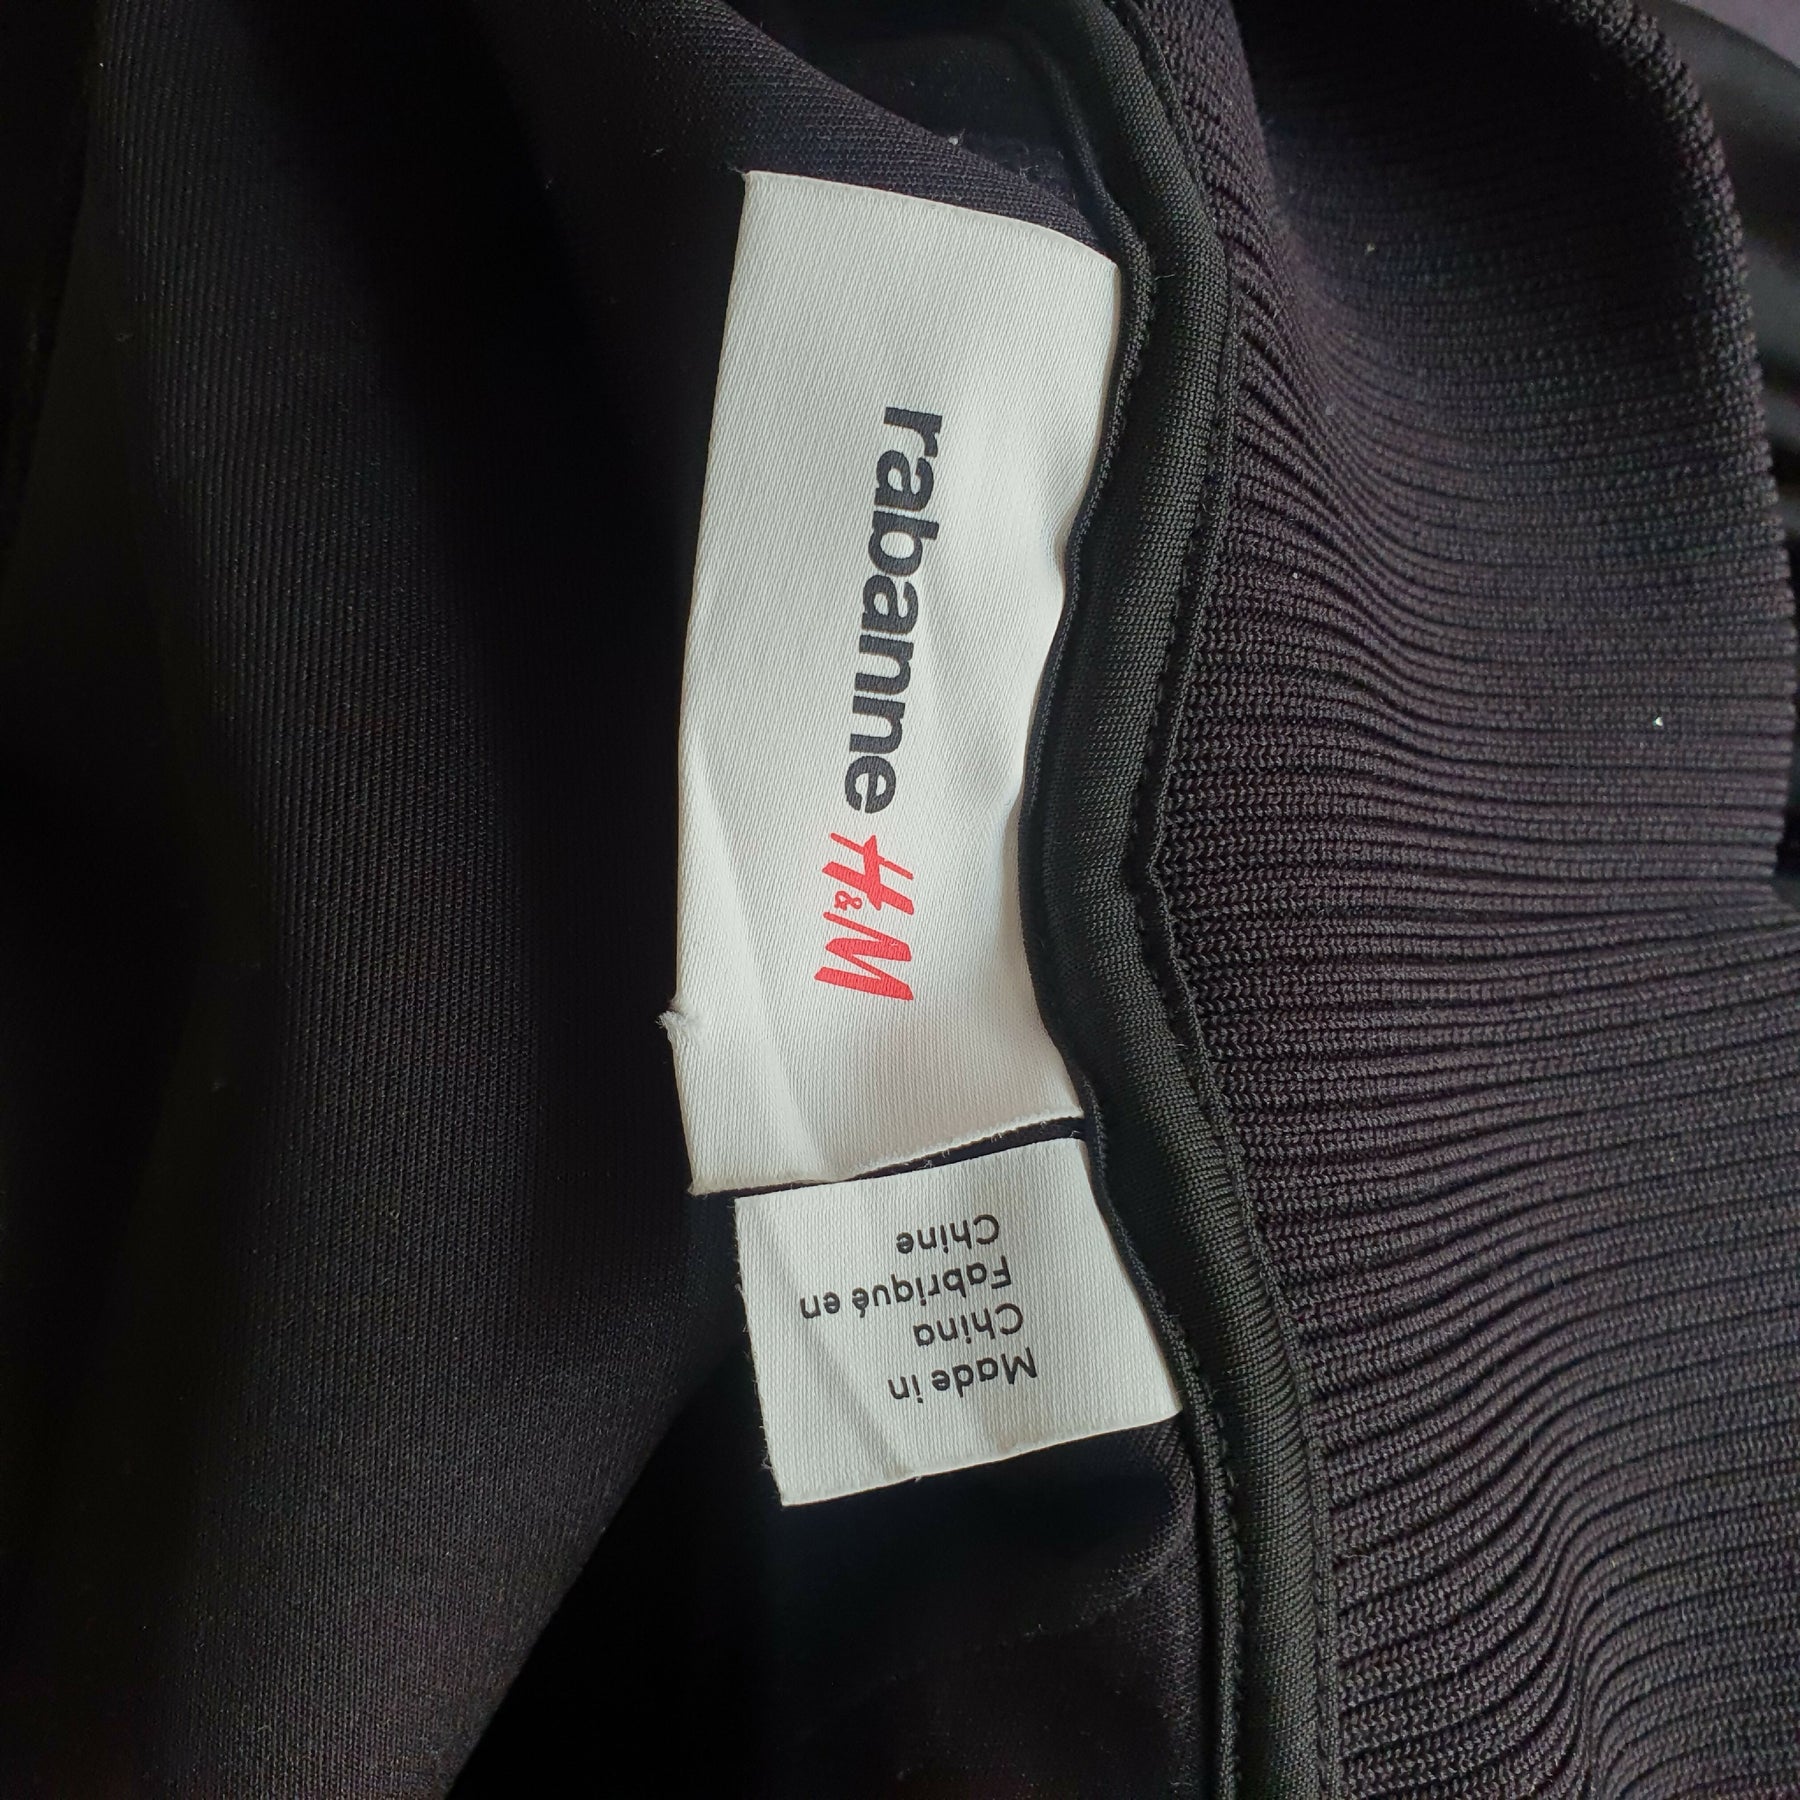 rabanne H&M
Made in
China
Fabriqué en
Chine